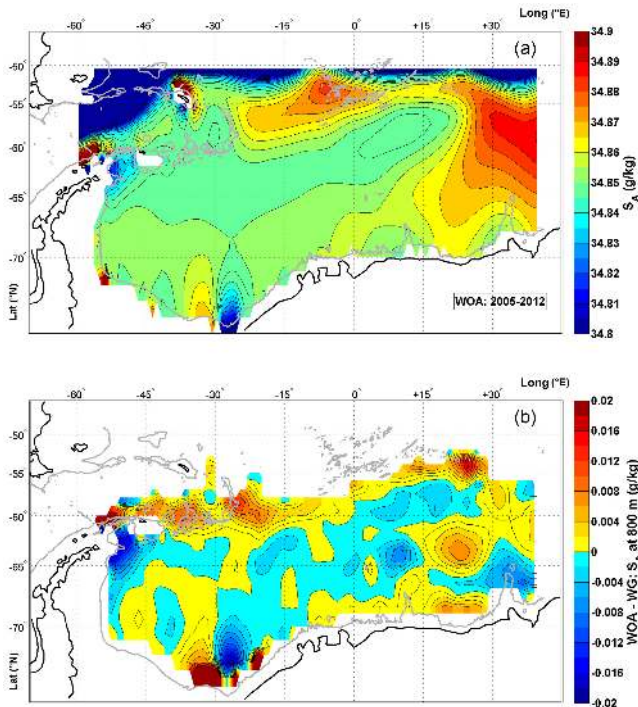 Long (°E)
-60° -45° -30° -15° 0° +15° +30°
(a)
-50°
-55°
-60°
-65°
-70°
Lat (°N)
WOA: 2005-2012
34.9
34.89
34.88
34.87
34.86
34.85
34.84
34.83
34.82
34.81
34.8
S_A (g/kg)
Long (°E)
-60° -45° -30° -15° 0° +15° +30°
(b)
-50°
-55°
-60°
-65°
-70°
Lat (°N)
0.02
0.016
0.012
0.008
0.004
0
-0.004
-0.008
-0.012
-0.016
-0.02
WOA_WG: S_A at 800 m (g/kg)